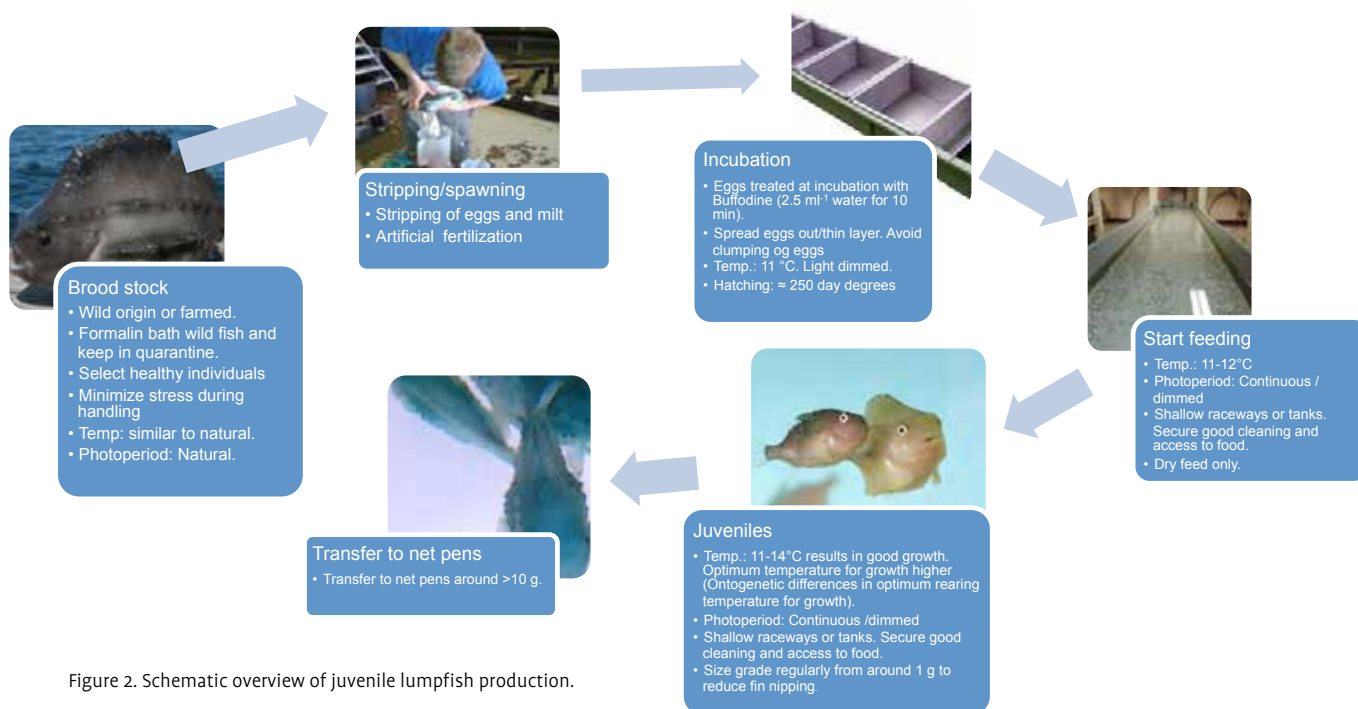 Brood stock
• Wild origin or farmed.
• Formalin bath wild fish and
keep in quarantine.
• Select healthy individuals
• Minimize stress during
handling
• Temp: similar to natural.
• Photoperiod: Natural.
Stripping/spawning
• Stripping of eggs and milt
• Artificial fertilization
Incubation
• Eggs treated at incubation with
Buffodine (2.5 ml⁻¹ water for 10
min).
• Spread eggs out/thin layer. Avoid
clumping og eggs
• Temp.: 11 °C. Light dimmed.
• Hatching: ≈ 250 day degrees
Start feeding
• Temp.: 11-12°C
• Photoperiod: Continuous /
dimmed
• Shallow raceways or tanks.
Secure good cleaning and
access to food.
• Dry feed only.
Juveniles
• Temp.: 11-14°C results in good growth.
Optimum temperature for growth higher
(Ontogenetic differences in optimum rearing
temperature for growth).
• Photoperiod: Continuous /dimmed
• Shallow raceways or tanks. Secure good
cleaning and access to food.
• Size grade regularly from around 1 g to
reduce fin nipping.
Transfer to net pens
• Transfer to net pens around >10 g.
Figure 2. Schematic overview of juvenile lumpfish production.